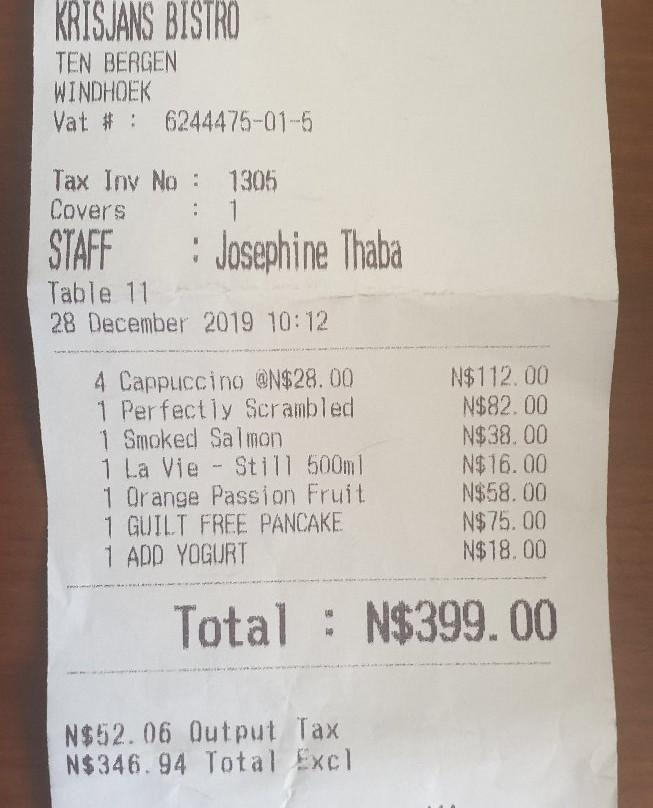 KRISJANS BISTRO
TEN BERGEN
WINDHOEK
Vat # : 6244475-01-5
Tax Inv No : 1305
Covers : 1
STAFF : Josephine Thaba
Table 11
28 December 2019 10:12
4 Cappuccino @N$28.00 N$112.00
1 Perfectly Scrambled N$82.00
1 Smoked Salmon N$38.00
1 La Vie - Still 500ml N$16.00
1 Orange Passion Fruit N$58.00
1 GUILT FREE PANCAKE N$75.00
1 ADD YOGURT N$18.00
Total : N$399.00
N$52.06 Output Tax
N$346.94 Total Excl